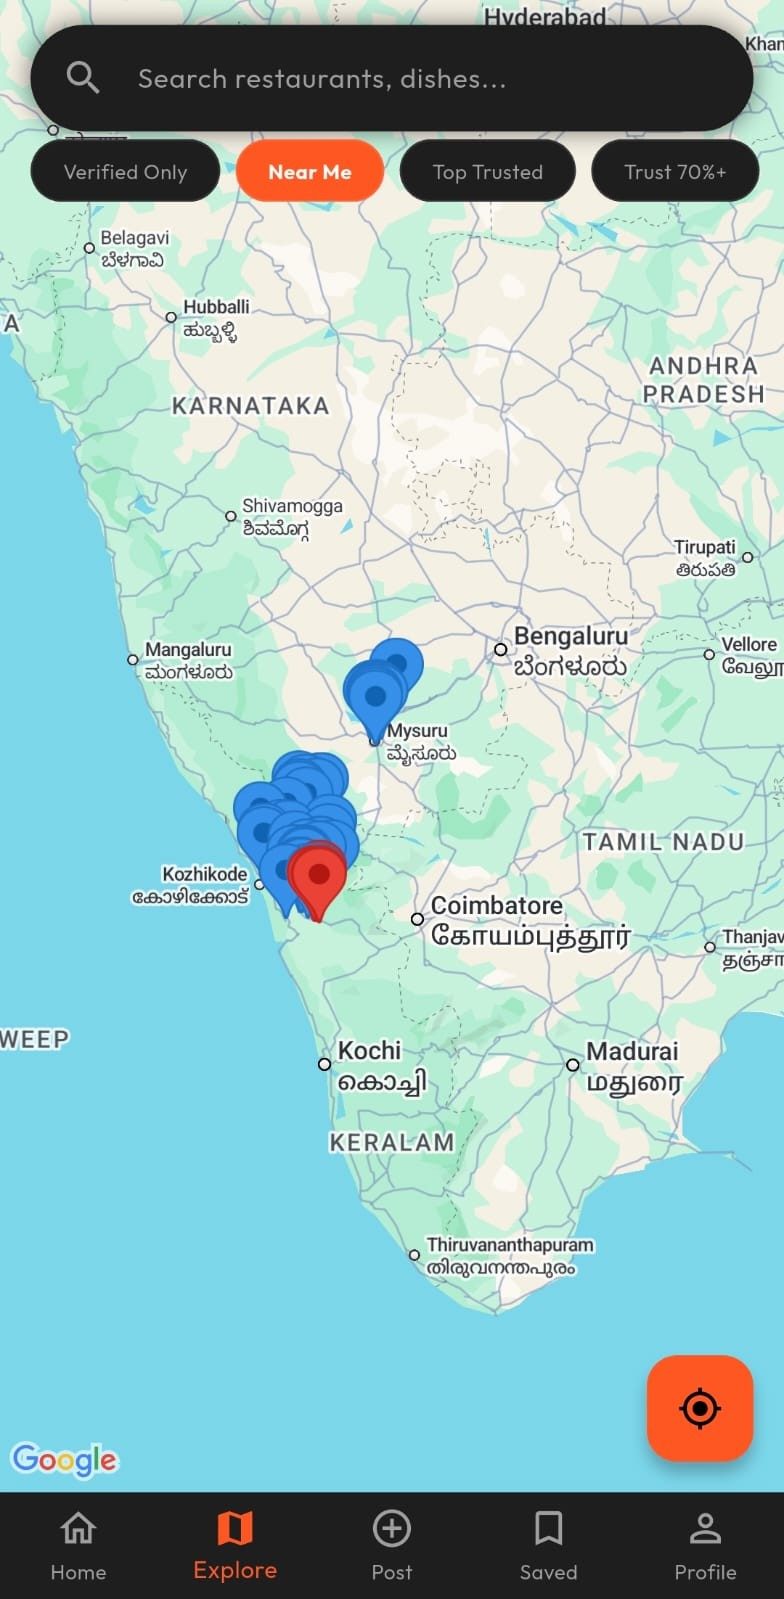 Hyderabad
Search restaurants, dishes...
Verified Only
Near Me
Top Trusted
Trust 70%+
Belagavi
ಬೆಳಗಾವಿ
Hubballi
ಹುಬ್ಬಳ್ಳಿ
KARNATAKA
ANDHRA
PRADESH
Shivamogga
ಶಿವಮೊಗ್ಗ
Tirupati
తిరుపతి
Bengaluru
ಬೆಂಗಳೂರು
Mangaluru
ಮಂಗಳೂರು
Vellore
Mysuru
ಮೈಸೂರು
TAMIL NADU
Kozhikode
കോഴിക്കോട്
Coimbatore
கோயம்புத்தூர்
Thanjav
WEEP
Kochi
കൊച്ചി
Madurai
மதுரை
KERALAM
Thiruvananthapuram
തിരുവനന്തപുരം
Google
Home
Explore
Post
Saved
Profile